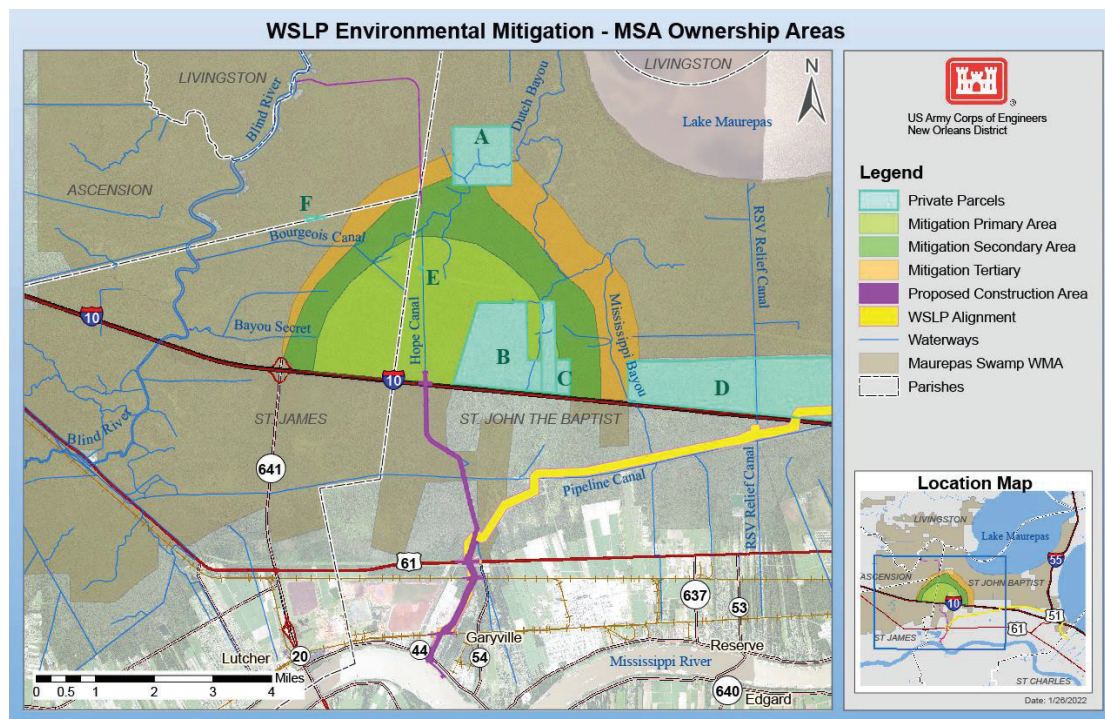 WSLP Environmental Mitigation - MSA Ownership Areas
LIVINGSTON
LIVINGSTON
N
Blind River
Dutch Bayou
Lake Maurepas
A
ASCENSION
F
Bourgeois Canal
RSV Relief Canal
E
Hope Canal
Mississippi Bayou
10
Bayou Secret
B
C
D
10
ST. JAMES
ST. JOHN THE BAPTIST
Blind River
641
Pipeline Canal
RSV Relief Canal
61
637
53
Garyville
Reserve
Lutcher
20
44
54
Mississippi River
640
Edgard
Miles
0 0.5 1 2 3 4
US Army Corps of Engineers
New Orleans District
®
Legend
Private Parcels
Mitigation Primary Area
Mitigation Secondary Area
Mitigation Tertiary
Proposed Construction Area
WSLP Alignment
Waterways
Maurepas Swamp WMA
Parishes
Location Map
LIVINGSTON
Lake Maurepas
55
ASCENSION
ST JOHN BAPTIST
10
51
61
ST JAMES
ST CHARLES
Date: 1/26/2022